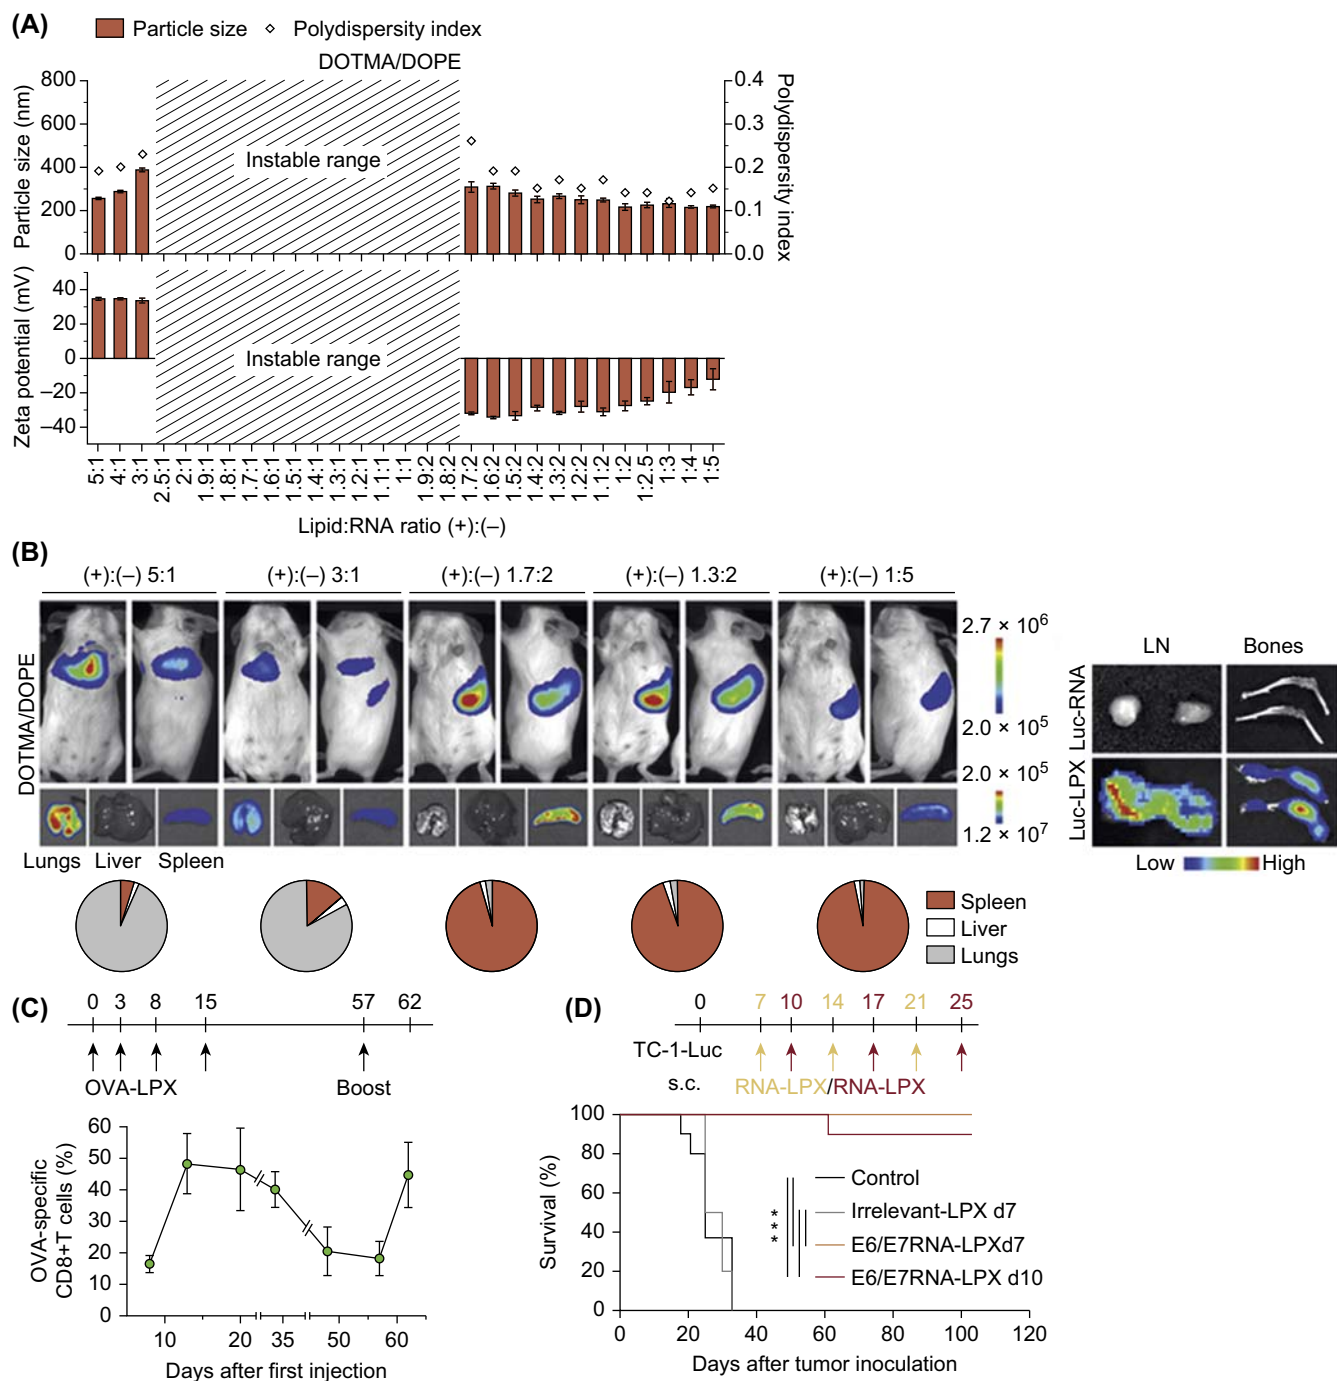 (A)
Particle size Polydispersity index
DOTMA/DOPE
Particle size (nm)
800
600
400
200
0
Instable range
0.4
0.3
0.2
0.1
0.0
Polydispersity index
Zeta potential (mV)
40
20
0
–20
–40
Instable range
5:1 4:1 3:1 2.5:1 2:1 1.9:1 1.8:1 1.7:1 1.6:1 1.5:1 1.4:1 1.3:1 1.2:1 1.1:1 1:1 1.9:2 1.8:2 1.7:2 1.6:2 1.5:2 1.4:2 1.3:2 1.2:2 1.1:2 1:2 1:2.5 1:3 1:4 1:5
Lipid:RNA ratio (+):(–)
(B)
(+):(–) 5:1 (+):(–) 3:1 (+):(–) 1.7:2 (+):(–) 1.3:2 (+):(–) 1:5
DOTMA/DOPE
2.7 × 10⁶
2.0 × 10⁵
2.0 × 10⁵
1.2 × 10⁷
LN Bones
Luc-RNA
Luc-LPX
Low High
Lungs Liver Spleen
Spleen
Liver
Lungs
(C)
0 3 8 15 57 62
OVA-LPX Boost
OVA-specific
CD8+T cells (%)
60
50
40
30
20
10
0
10 20 35 50 60
Days after first injection
(D)
0 7 10 14 17 21 25
TC-1-Luc
s.c. RNA-LPX/RNA-LPX
Survival (%)
100
80
60
40
20
0
***
Control
Irrelevant-LPX d7
E6/E7RNA-LPXd7
E6/E7RNA-LPX d10
0 20 40 60 80 100 120
Days after tumor inoculation